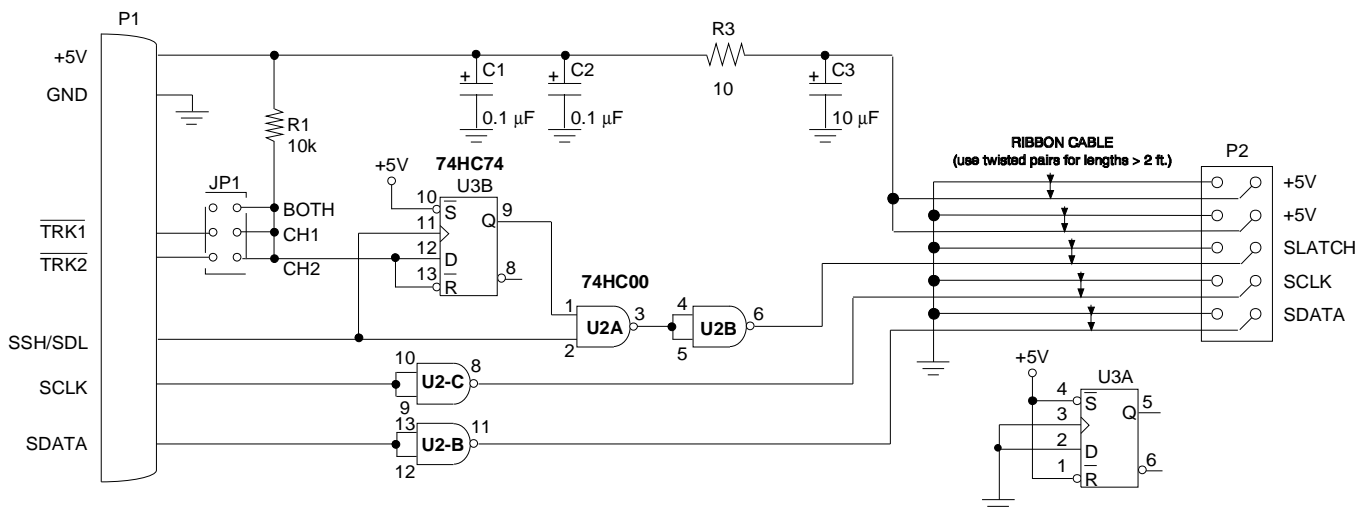 P1
+5V
GND
TRK1
TRK2
SSH/SDL
SCLK
SDATA
JP1
R1
10k
BOTH
CH1
CH2
+
C1
0.1 µF
+
C2
0.1 µF
R3
10
+
C3
10 µF
+5V
74HC74
U3B
10
S
11
12
D
13
R
Q
9
8
74HC00
1
2
U2A
3
4
5
U2B
6
10
9
U2-C
8
13
12
U2-B
11
RIBBON CABLE
(use twisted pairs for lengths > 2 ft.)
P2
+5V
+5V
SLATCH
SCLK
SDATA
+5V
U3A
4
S
3
2
D
1
R
Q
5
6